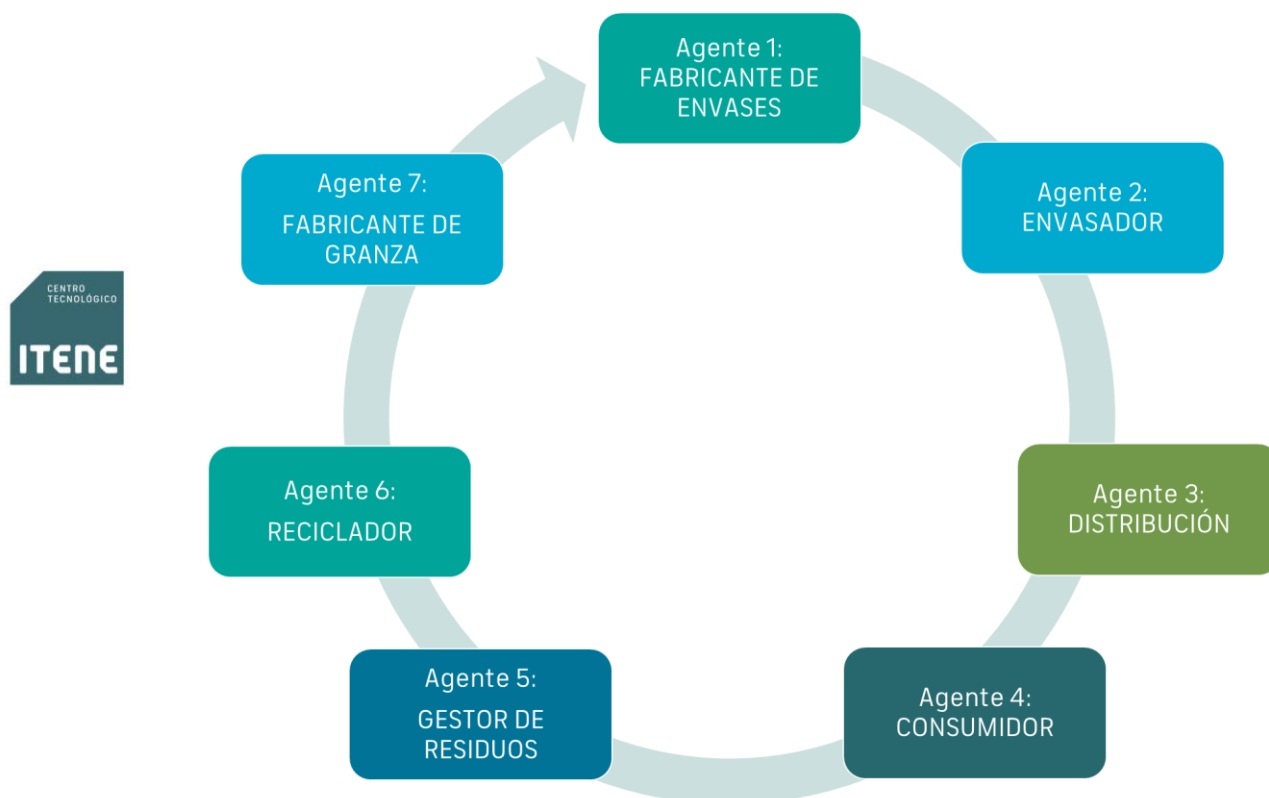 Agente 1:
FABRICANTE DE
ENVASES
Agente 2:
ENVASADOR
Agente 3:
DISTRIBUCIÓN
Agente 4:
CONSUMIDOR
Agente 5:
GESTOR DE
RESIDUOS
Agente 6:
RECICLADOR
Agente 7:
FABRICANTE DE
GRANZA
CENTRO
TECNOLÓGICO
ITENE